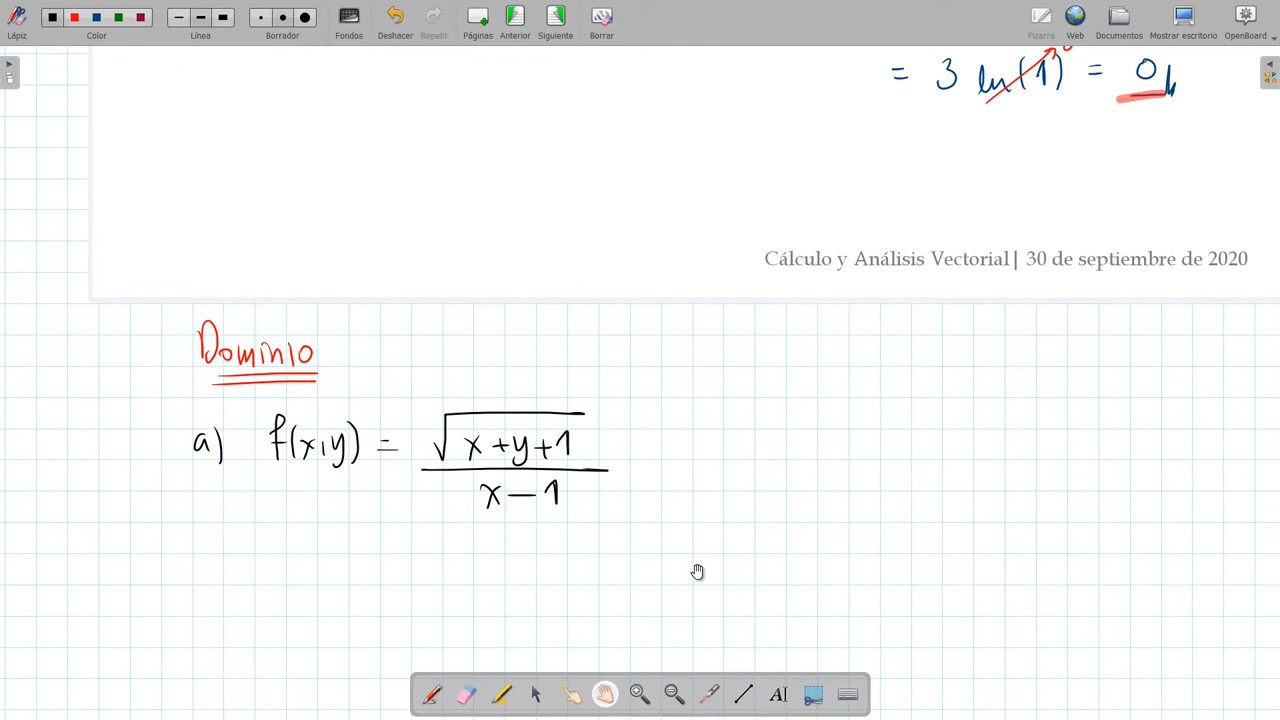 Lápiz Color Línea Borrador Fondos Deshacer Repetir Páginas Anterior Siguiente Borrar Pizarra Web Documentos Mostrar escritorio OpenBoard
= 3 ln(1) = 0
Cálculo y Análisis Vectorial| 30 de septiembre de 2020
Dominio
a) f(x,y) = √(x+y+1)
x-1
AI